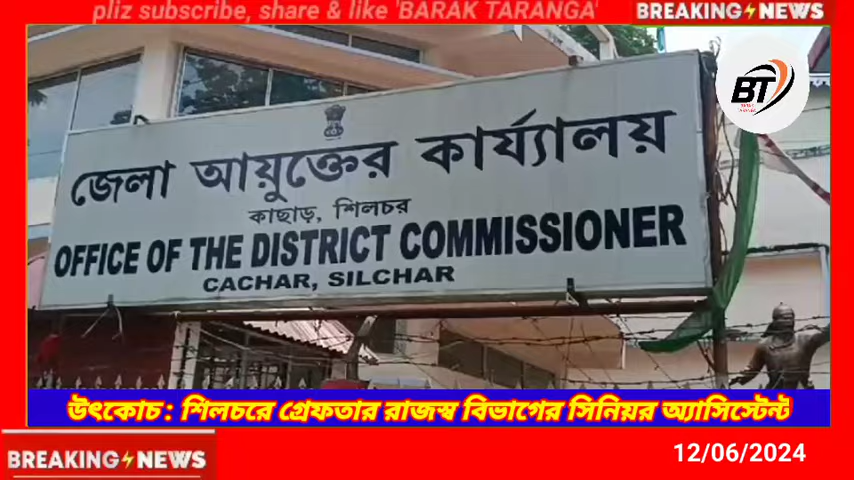 pliz subscribe, share & like 'BARAK TARANGA'
BREAKING NEWS
BT
জেলা আয়ুক্তের কার্য্যালয়
কাছাড়, শিলচর
OFFICE OF THE DISTRICT COMMISSIONER
CACHAR, SILCHAR
উৎকোচ : শিলচরে গ্রেফতার রাজস্ব বিভাগের সিনিয়র অ্যাসিস্টেন্ট
BREAKING NEWS
12/06/2024